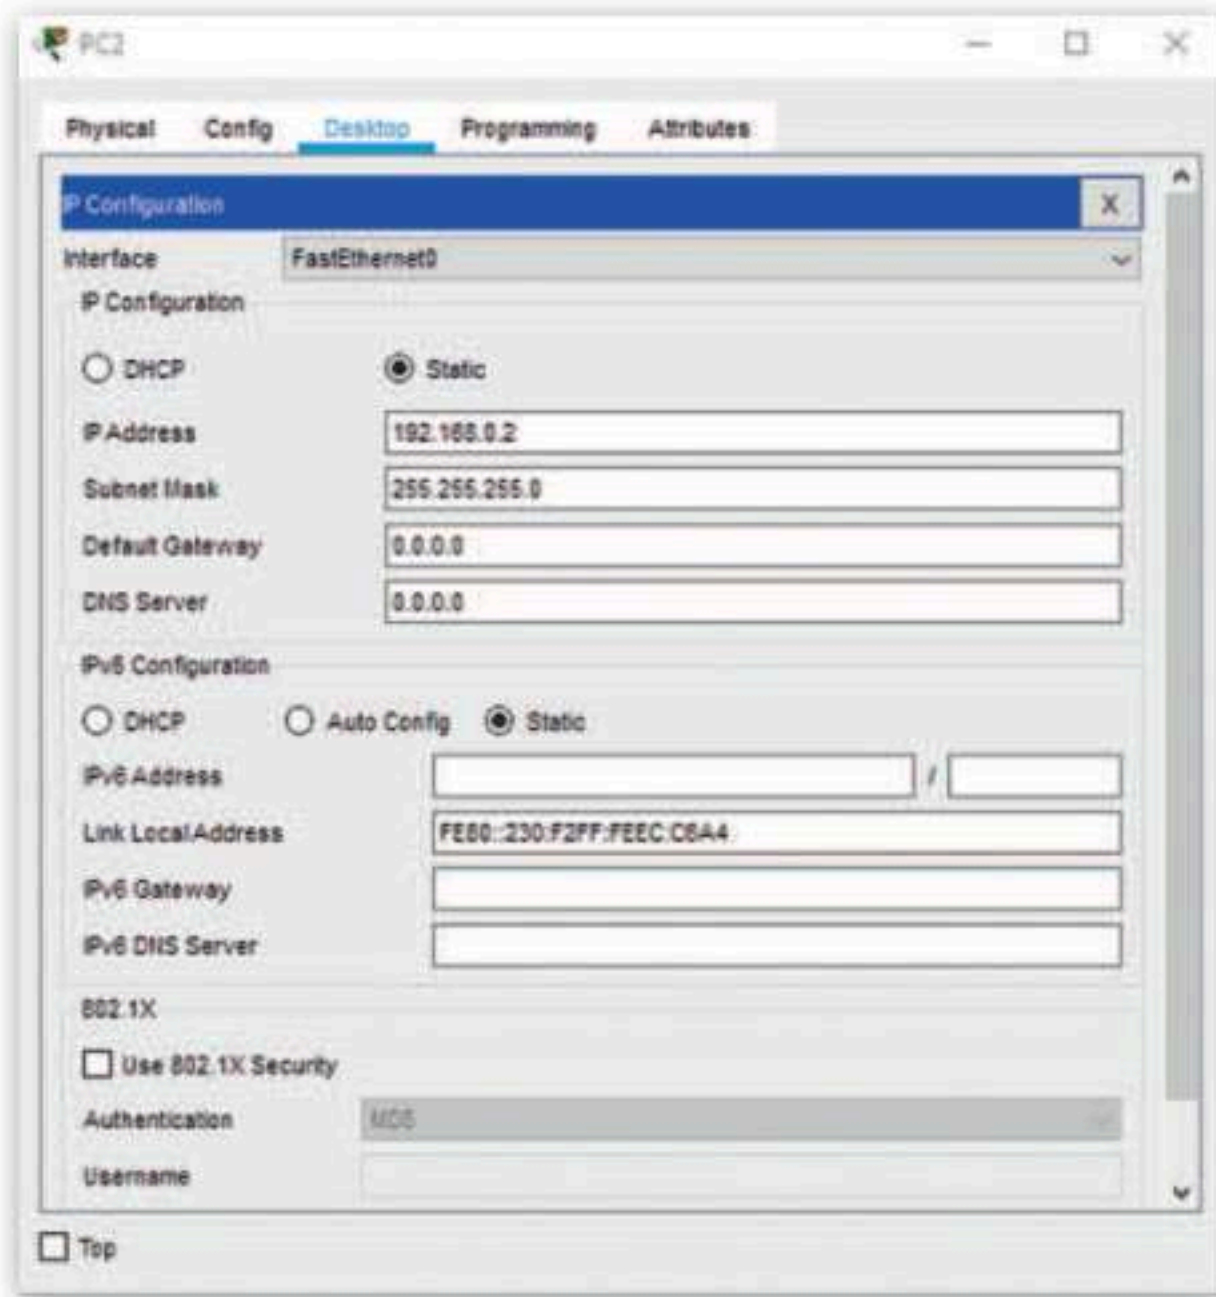 PC2
Physical Config Desktop Programming Attributes
IP Configuration X
Interface FastEthernet0
IP Configuration
DHCP Static
IP Address 192.168.0.2
Subnet Mask 255.255.255.0
Default Gateway 0.0.0.0
DNS Server 0.0.0.0
IPv6 Configuration
DHCP Auto Config Static
IPv6 Address /
Link Local Address FE80::230:F2FF:FEEC:C6A4
IPv6 Gateway
IPv6 DNS Server
802.1X
Use 802.1X Security
Authentication MD5
Username
Top